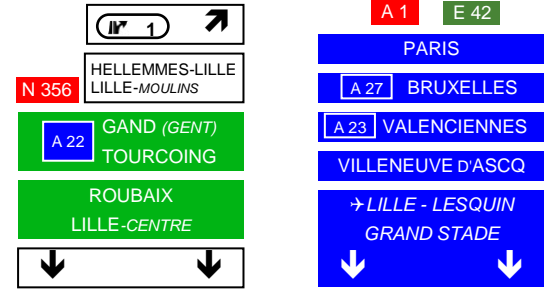 1
N 356
HELLEMMES-LILLE
LILLE-MOULINS
A 22
GAND (GENT)
TOURCOING
ROUBAIX
LILLE-CENTRE
A 1 E 42
PARIS
A 27 BRUXELLES
A 23 VALENCIENNES
VILLENEUVE D'ASCQ
LILLE - LESQUIN
GRAND STADE